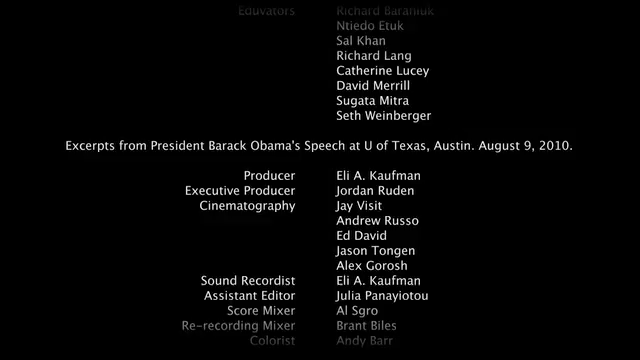 Eduvators Richard Baraniuk
Ntiedo Etuk
Sal Khan
Richard Lang
Catherine Lucey
David Merrill
Sugata Mitra
Seth Weinberger
Excerpts from President Barack Obama's Speech at U of Texas, Austin. August 9, 2010.
Producer Eli A. Kaufman
Executive Producer Jordan Ruden
Cinematography Jay Visit
Andrew Russo
Ed David
Jason Tongen
Alex Gorosh
Sound Recordist Eli A. Kaufman
Assistant Editor Julia Panayiotou
Score Mixer Al Sgro
Re-recording Mixer Brant Biles
Colorist Andy Barr